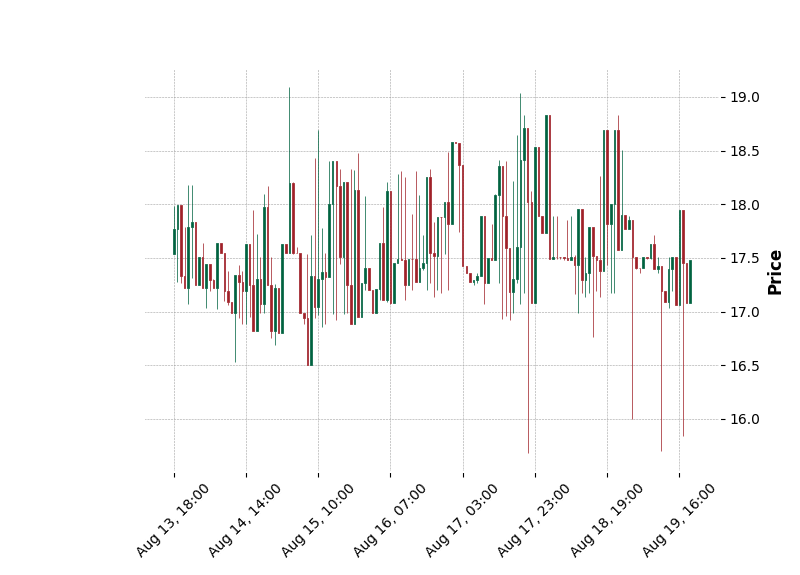 19.0
18.5
18.0
17.5
17.0
16.5
16.0
Price
Aug 13, 18:00
Aug 14, 14:00
Aug 15, 10:00
Aug 16, 07:00
Aug 17, 03:00
Aug 17, 23:00
Aug 18, 19:00
Aug 19, 16:00